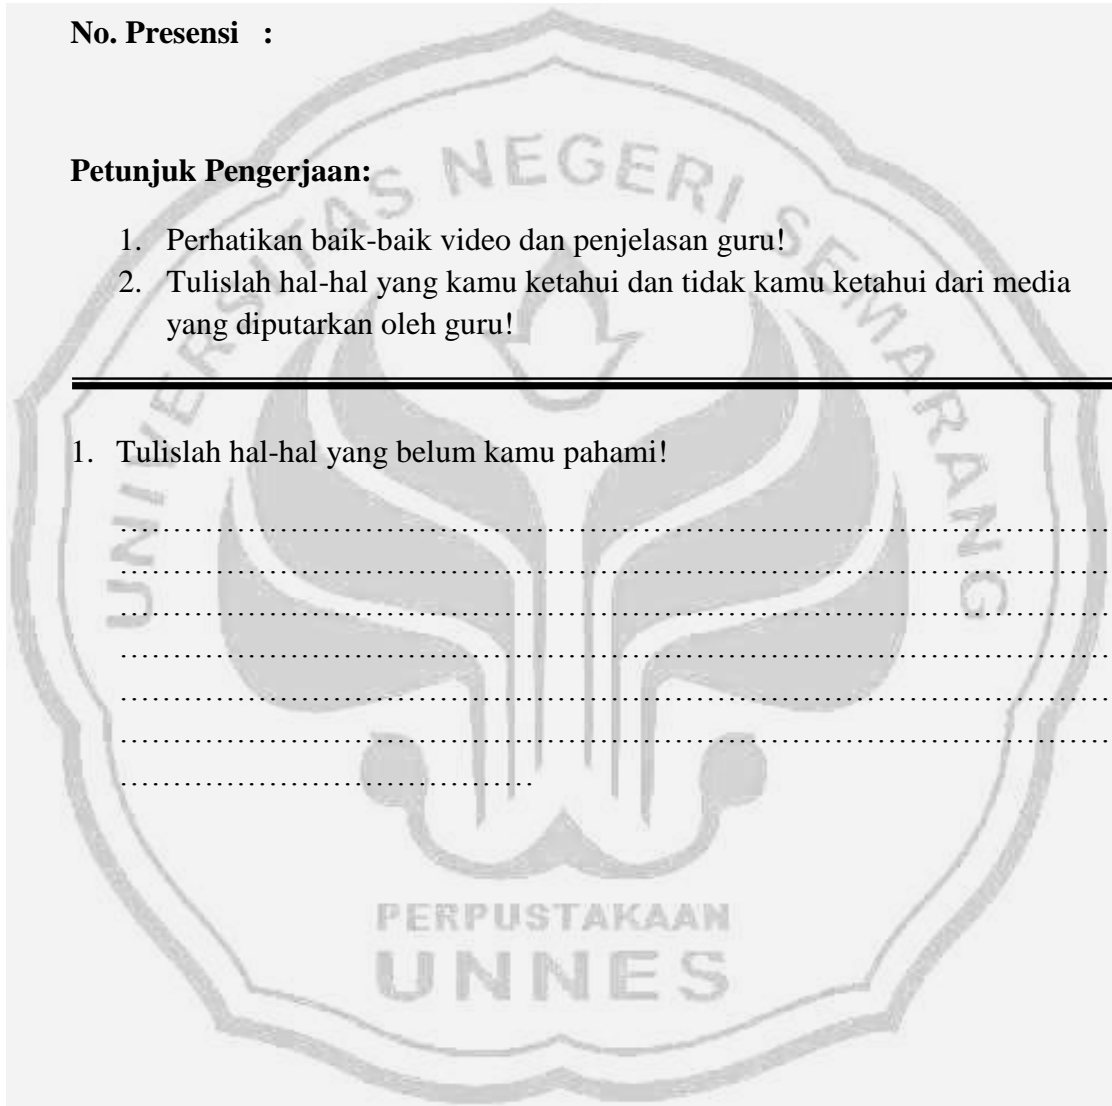 No. Presensi :
Petunjuk Pengerjaan:
1. Perhatikan baik-baik video dan penjelasan guru!
2. Tulislah hal-hal yang kamu ketahui dan tidak kamu ketahui dari media
yang diputarkan oleh guru!
1. Tulislah hal-hal yang belum kamu pahami!
UNIVERSITAS NEGERI SEMARANG
PERPUSTAKAAN
UNNES